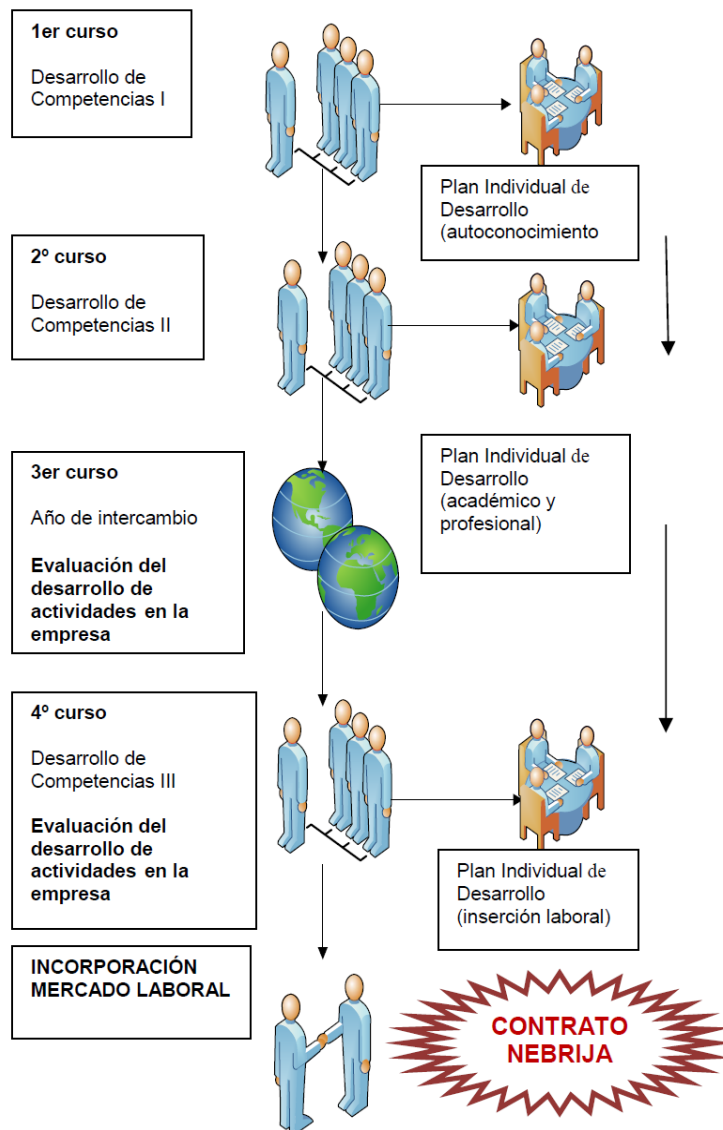 1er curso
Desarrollo de
Competencias I
Plan Individual de
Desarrollo
(autoconocimiento
2º curso
Desarrollo de
Competencias II
Plan Individual de
Desarrollo
(académico y
profesional)
3er curso
Año de intercambio
Evaluación del
desarrollo de
actividades en la
empresa
4º curso
Desarrollo de
Competencias III
Evaluación del
desarrollo de
actividades en la
empresa
Plan Individual de
Desarrollo
(inserción laboral)
INCORPORACIÓN
MERCADO LABORAL
CONTRATO
NEBRIJA